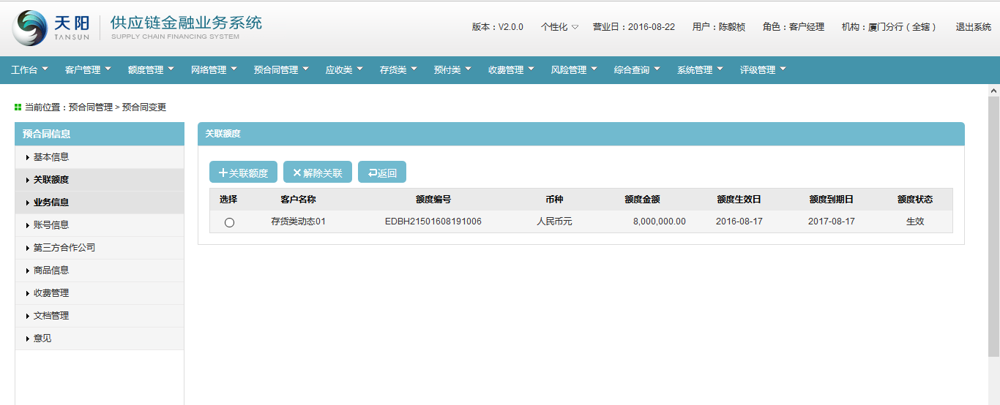 天阳 TANSUN 供应链金融业务系统 SUPPLY CHAIN FINANCING SYSTEM
版本：V2.0.0 个性化 营业日：2016-08-22 用户：陈毅桢 角色：客户经理 机构：厦门分行（全辖） 退出系统
工作台 客户管理 额度管理 网络管理 预合同管理 应收类 存货类 预付类 收费管理 风险管理 综合查询 系统管理 评级管理
当前位置：预合同管理 > 预合同变更
预合同信息
基本信息
关联额度
业务信息
账号信息
第三方合作公司
商品信息
收费管理
文档管理
意见
关联额度
关联额度 解除关联 返回
选择 客户名称 额度编号 币种 额度金额 额度生效日 额度到期日 额度状态
存货类动态01 EDBH21501608191006 人民币元 8,000,000.00 2016-08-17 2017-08-17 生效